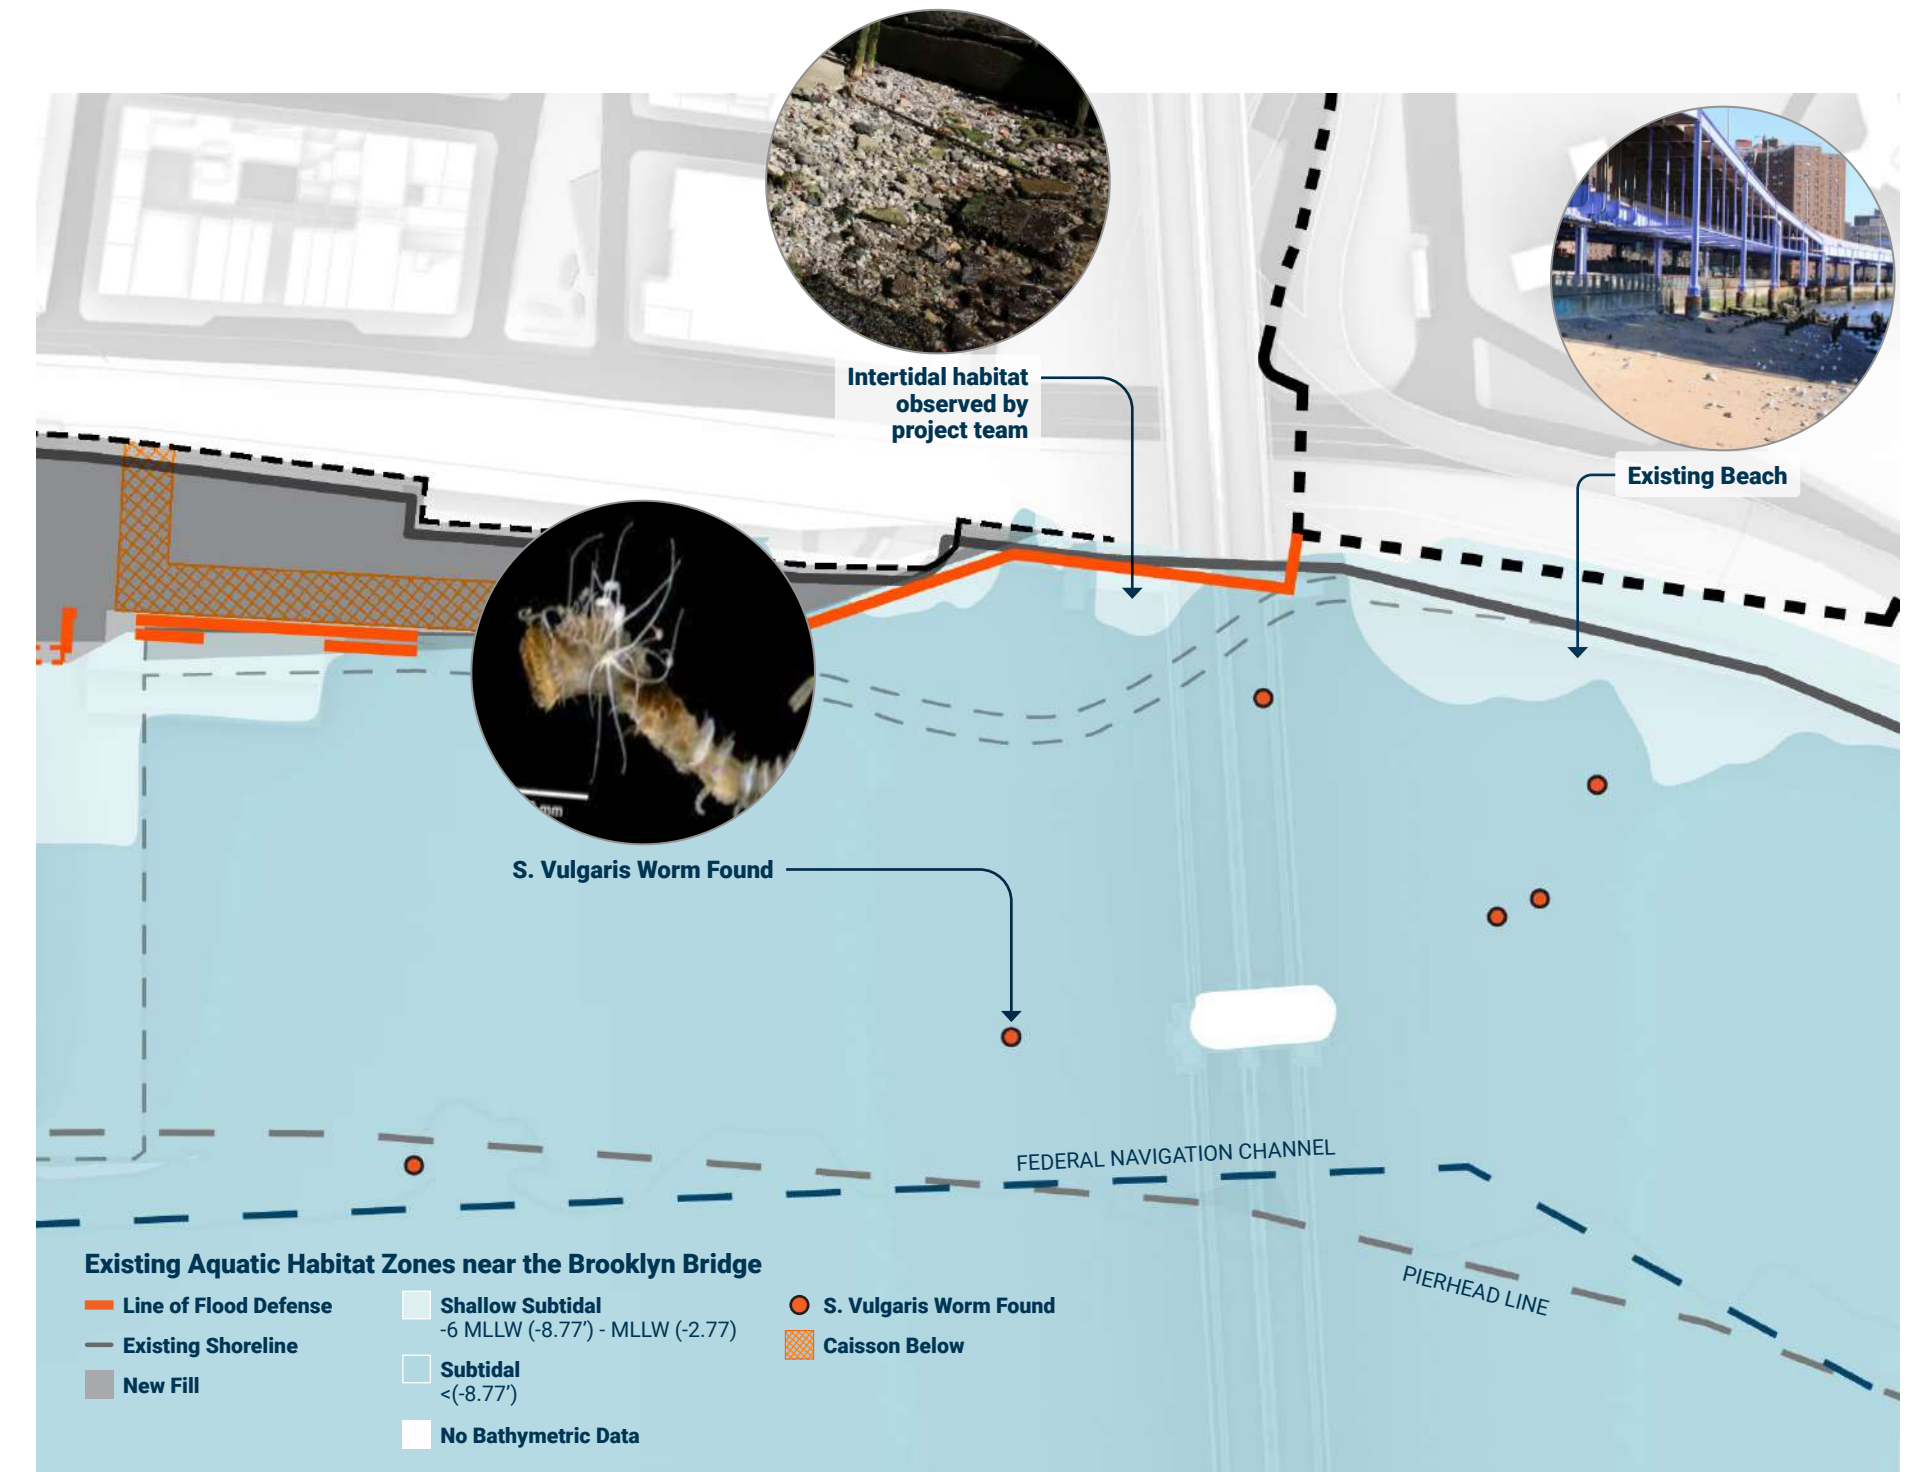 Intertidal habitat
observed by
project team
Existing Beach
mm
S. Vulgaris Worm Found
FEDERAL NAVIGATION CHANNEL
PIERHEAD LINE
Existing Aquatic Habitat Zones near the Brooklyn Bridge
Line of Flood Defense
Existing Shoreline
New Fill
Shallow Subtidal
-6 MLLW (-8.77') - MLLW (-2.77)
Subtidal
<(-8.77')
No Bathymetric Data
S. Vulgaris Worm Found
Caisson Below